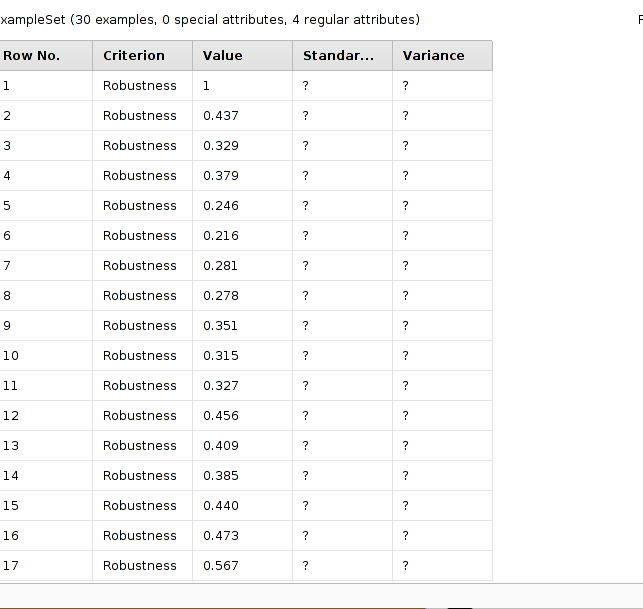 xampleSet (30 examples, 0 special attributes, 4 regular attributes)
Row No. Criterion Value Standar... Variance
1 Robustness 1 ? ?
2 Robustness 0.437 ? ?
3 Robustness 0.329 ? ?
4 Robustness 0.379 ? ?
5 Robustness 0.246 ? ?
6 Robustness 0.216 ? ?
7 Robustness 0.281 ? ?
8 Robustness 0.278 ? ?
9 Robustness 0.351 ? ?
10 Robustness 0.315 ? ?
11 Robustness 0.327 ? ?
12 Robustness 0.456 ? ?
13 Robustness 0.409 ? ?
14 Robustness 0.385 ? ?
15 Robustness 0.440 ? ?
16 Robustness 0.473 ? ?
17 Robustness 0.567 ? ?